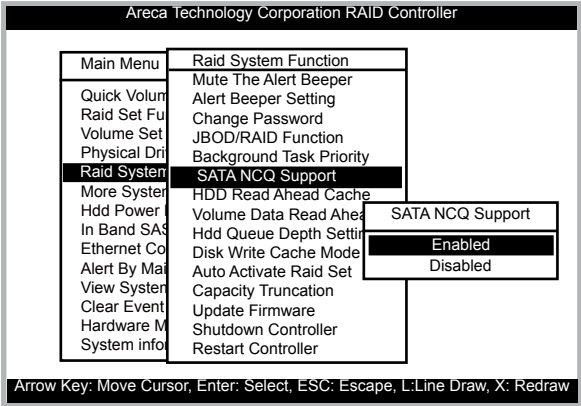 Areca Technology Corporation RAID Controller
Main Menu
Quick Volum
Raid Set Fu
Volume Set
Physical Dri
Raid System
More System
Hdd Power
In Band SAS
Ethernet Co
Alert By Mai
View System
Clear Event
Hardware M
System infor
Raid System Function
Mute The Alert Beeper
Alert Beeper Setting
Change Password
JBOD/RAID Function
Background Task Priority
SATA NCQ Support
HDD Read Ahead Cache
Volume Data Read Ahea
Hdd Queue Depth Settin
Disk Write Cache Mode
Auto Activate Raid Set
Capacity Truncation
Update Firmware
Shutdown Controller
Restart Controller
SATA NCQ Support
Enabled
Disabled
Arrow Key: Move Cursor, Enter: Select, ESC: Escape, L:Line Draw, X: Redraw